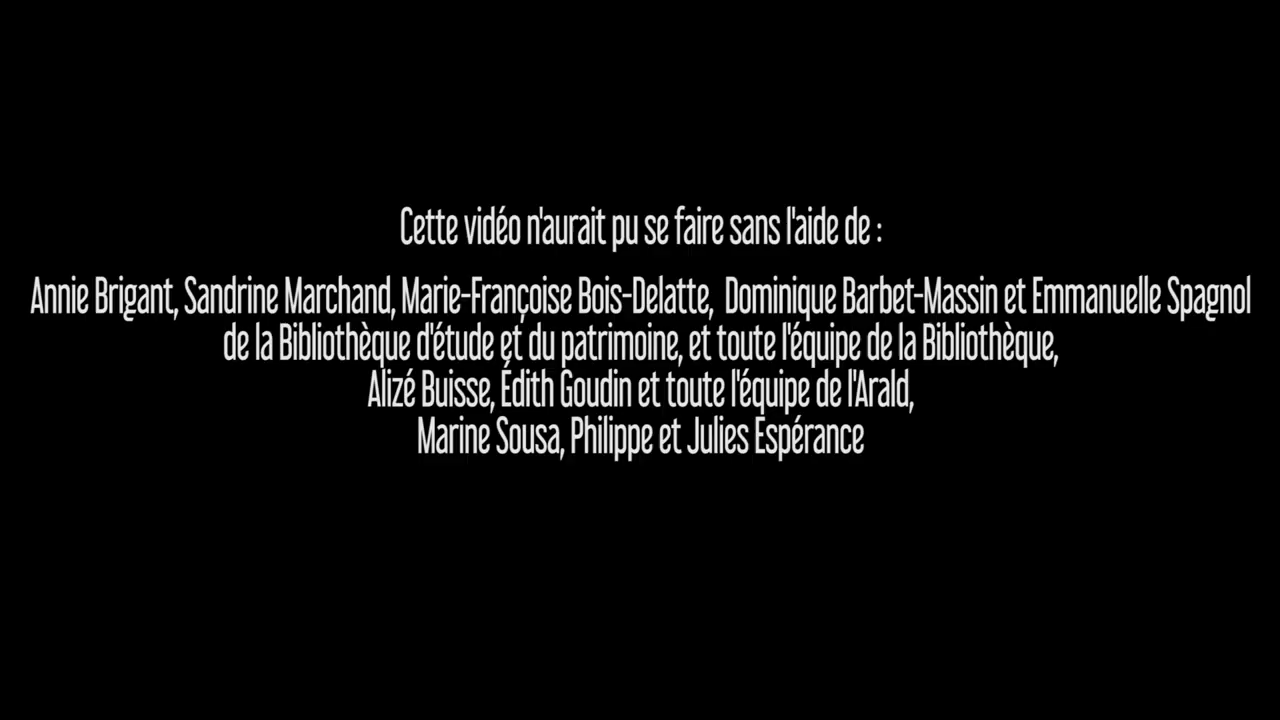 Cette vidéo n'aurait pu se faire sans l'aide de :
Annie Brigant, Sandrine Marchand, Marie-Françoise Bois-Delatte, Dominique Barbet-Massin et Emmanuelle Spagnol
de la Bibliothèque d'étude et du patrimoine, et toute l'équipe de la Bibliothèque,
Alizé Buisse, Édith Goudin et toute l'équipe de l'Arald,
Marine Sousa, Philippe et Julies Espérance